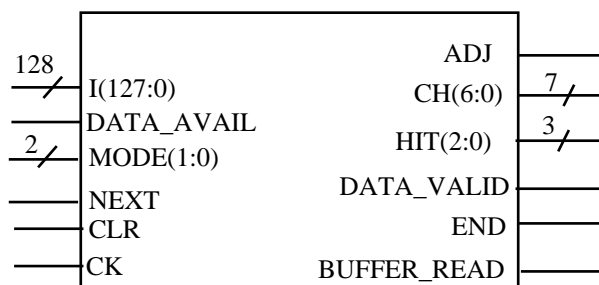 128
I(127:0)
DATA_AVAIL
2
MODE(1:0)
NEXT
CLR
CK
ADJ
CH(6:0)
7
HIT(2:0)
3
DATA_VALID
END
BUFFER_READ